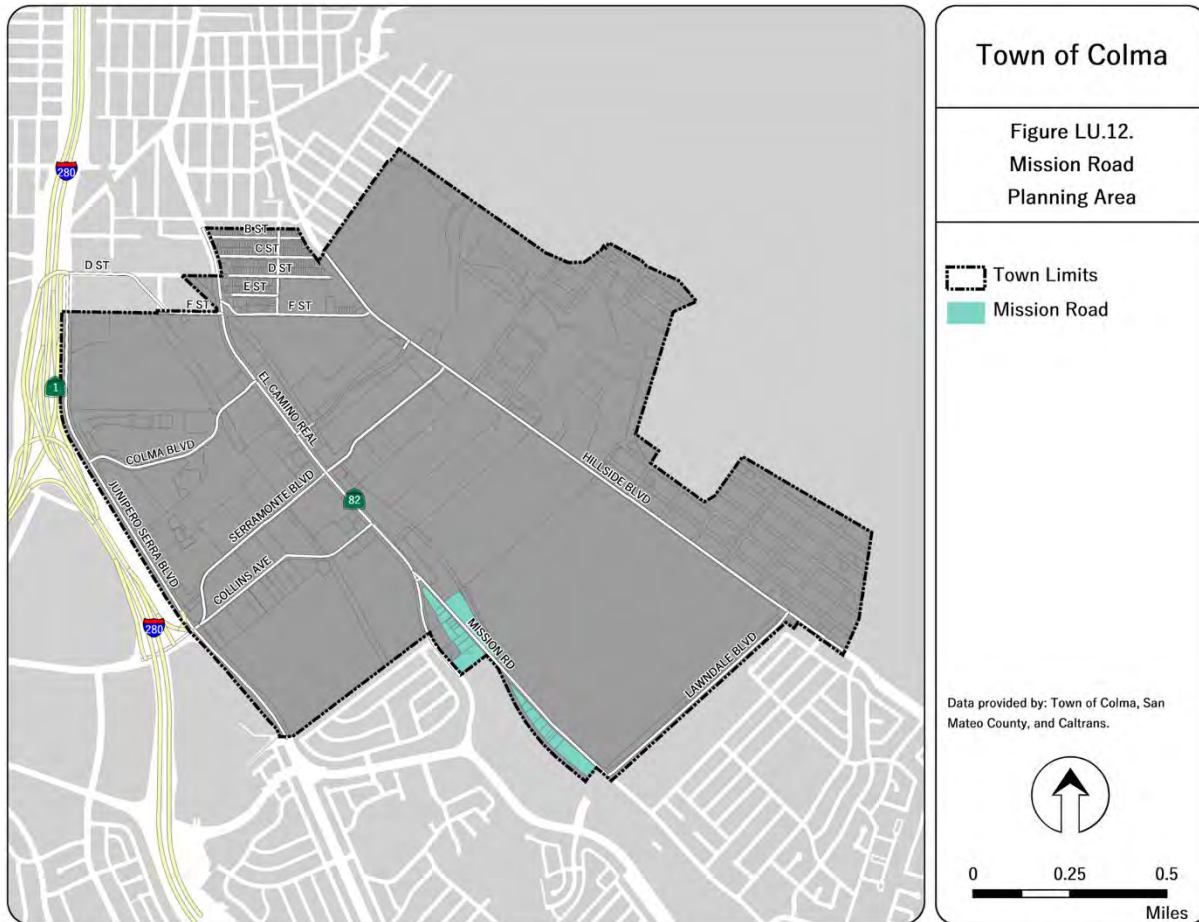 Town of Colma
Figure LU.12.
Mission Road
Planning Area
Town Limits
Mission Road
Data provided by: Town of Colma, San
Mateo County, and Caltrans.
0 0.25 0.5
Miles
280
B ST
C ST
D ST
D ST
E ST
F ST
F ST
1
EL CAMINO REAL
COLMA BLVD
JUNIPERO SERRA BLVD
SERRAMONTE BLVD
82
HILLSIDE BLVD
COLLINS AVE
280
MISSION RD
LAWNDALE BLVD